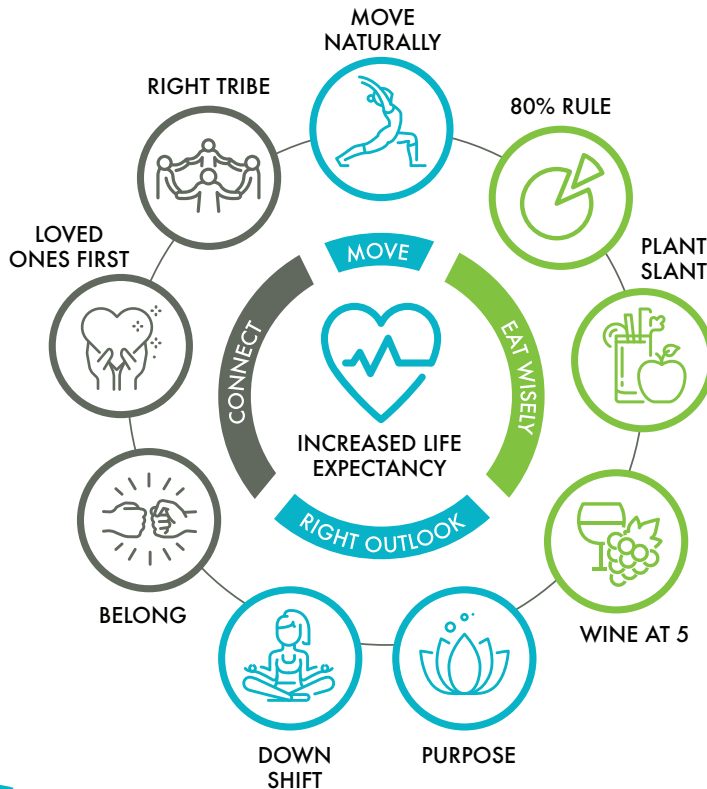 MOVE
NATURALLY
RIGHT TRIBE
80% RULE
LOVED
ONES FIRST
PLANT
SLANT
MOVE
CONNECT
EAT WISELY
INCREASED LIFE
EXPECTANCY
RIGHT OUTLOOK
BELONG
WINE AT 5
DOWN
SHIFT
PURPOSE